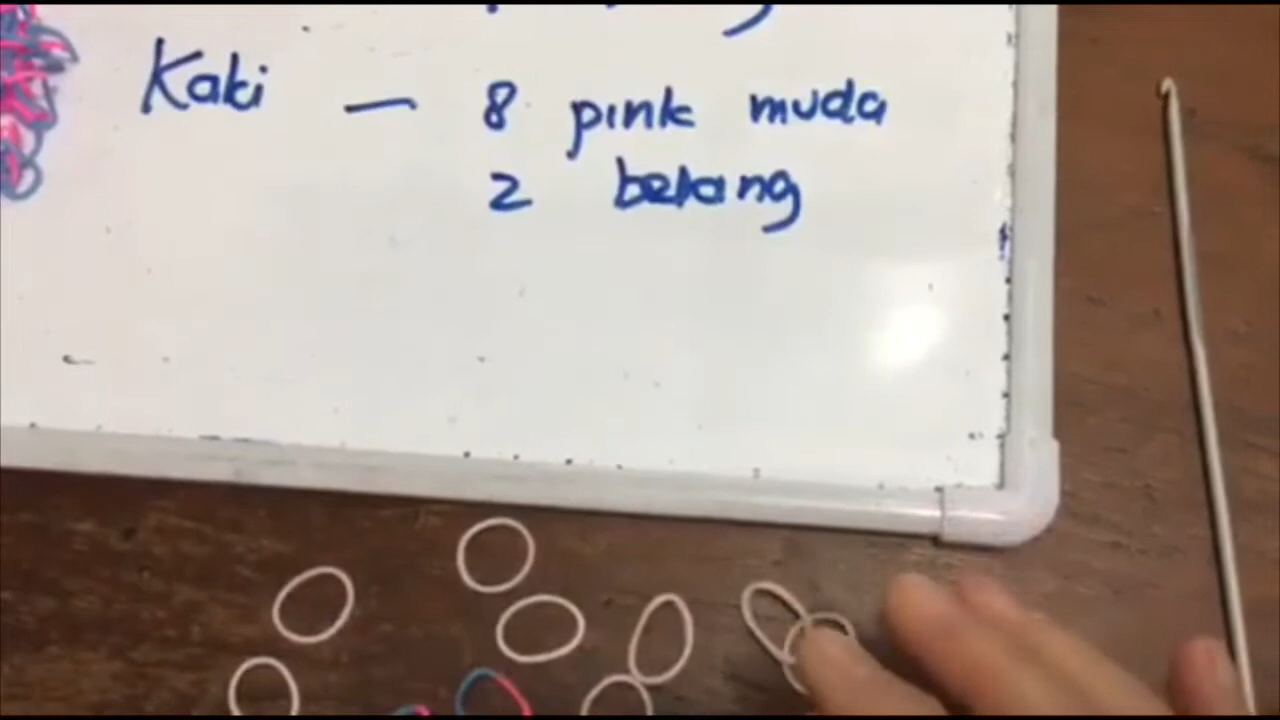 Kaki — 8 pink muda
2 belang